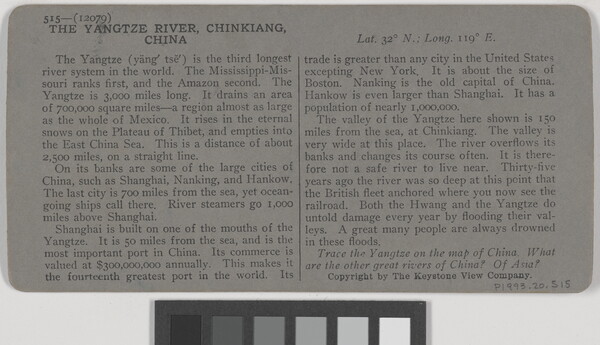 515—(12079)
THE YANGTZE RIVER, CHINKIANG,
CHINA
The Yangtze (yäng′ tsĕ′) is the third longest
river system in the world. The Mississippi-Mis-
souri ranks first, and the Amazon second. The
Yangtze is 3,000 miles long. It drains an area
of 700,000 square miles—a region almost as large
as the whole of Mexico. It rises in the eternal
snows on the Plateau of Thibet, and empties into
the East China Sea. This is a distance of about
2,500 miles, on a straight line.
On its banks are some of the large cities of
China, such as Shanghai, Nanking, and Hankow.
The last city is 700 miles from the sea, yet ocean-
going ships call there. River steamers go 1,000
miles above Shanghai.
Shanghai is built on one of the mouths of the
Yangtze. It is 50 miles from the sea, and is the
most important port in China. Its commerce is
valued at $300,000,000 annually. This makes it
the fourteenth greatest port in the world. Its
Lat. 32° N.; Long. 119° E.
trade is greater than any city in the United States
excepting New York. It is about the size of
Boston. Nanking is the old capital of China.
Hankow is even larger than Shanghai. It has a
population of nearly 1,000,000.
The valley of the Yangtze here shown is 150
miles from the sea, at Chinkiang. The valley is
very wide at this place. The river overflows its
banks and changes its course often. It is there-
fore not a safe river to live near. Thirty-five
years ago the river was so deep at this point that
the British fleet anchored where you now see the
railroad. Both the Hwang and the Yangtze do
untold damage every year by flooding their val-
leys. A great many people are always drowned
in these floods.
Trace the Yangtze on the map of China. What
are the other great rivers of China? Of Asia?
Copyright by The Keystone View Company.
P1993.20.515